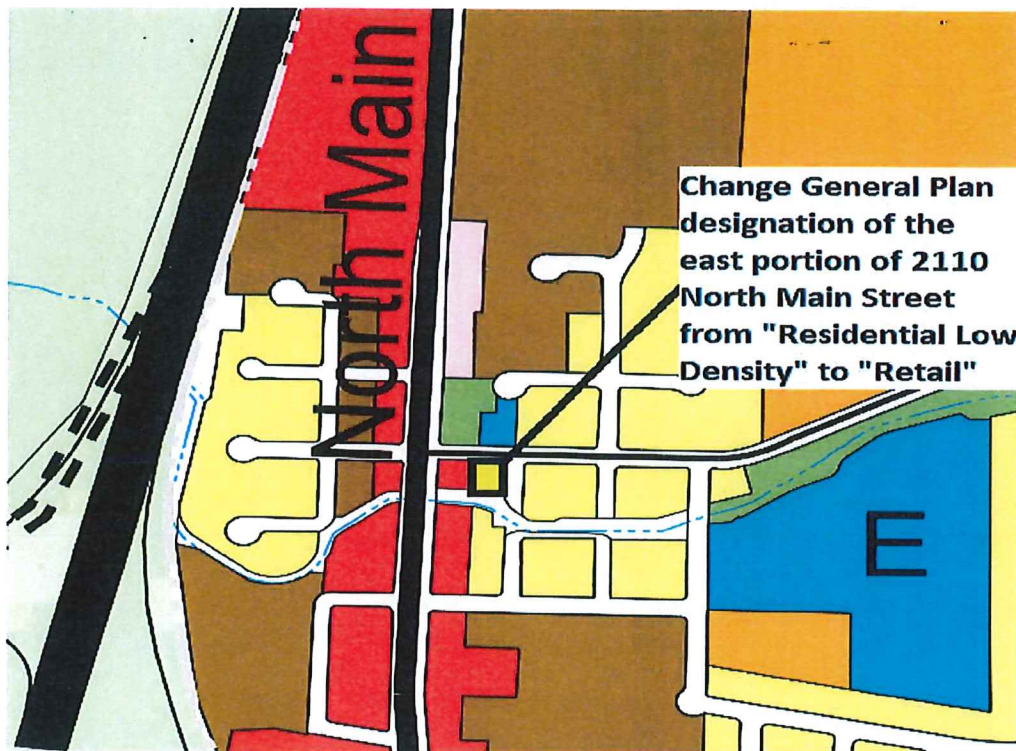 North Main
Change General Plan
designation of the
east portion of 2110
North Main Street
from "Residential Low
Density" to "Retail"
E